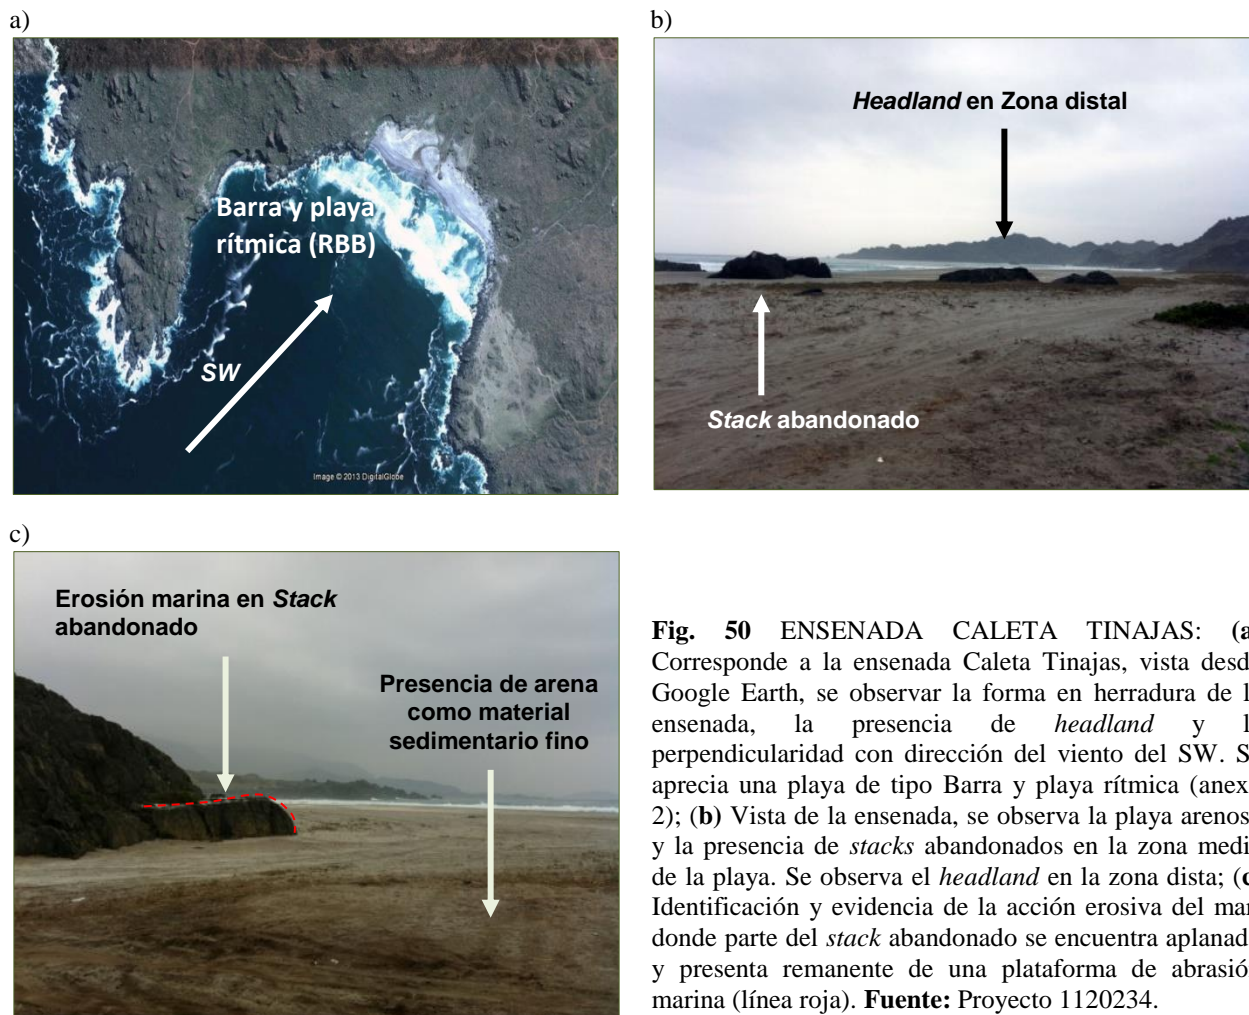 a)
b)
Barra y playa
rítmica (RBB)
SW
Image © 2013 DigitalGlobe
Headland en Zona distal
Stack abandonado
c)
Erosión marina en Stack
abandonado
Presencia de arena
como material
sedimentario fino
Fig. 50 ENSENADA CALETA TINAJAS: (a
Corresponde a la ensenada Caleta Tinajas, vista desd
Google Earth, se observar la forma en herradura de l
ensenada, la presencia de headland y l
perpendicularidad con dirección del viento del SW. S
aprecia una playa de tipo Barra y playa rítmica (anex
2); (b) Vista de la ensenada, se observa la playa arenos
y la presencia de stacks abandonados en la zona medi
de la playa. Se observa el headland en la zona dista; (c
Identificación y evidencia de la acción erosiva del mar
donde parte del stack abandonado se encuentra aplanad
y presenta remanente de una plataforma de abrasión
marina (línea roja). Fuente: Proyecto 1120234.